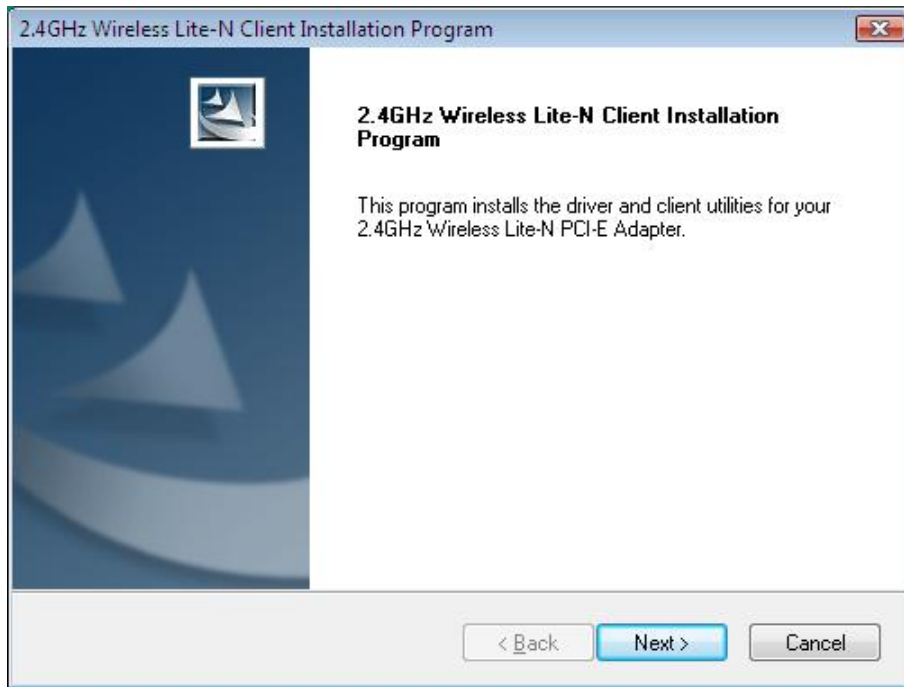 2.4GHz Wireless Lite-N Client Installation Program
2.4GHz Wireless Lite-N Client Installation
Program
This program installs the driver and client utilities for your
2.4GHz Wireless Lite-N PCI-E Adapter.
< Back
Next >
Cancel